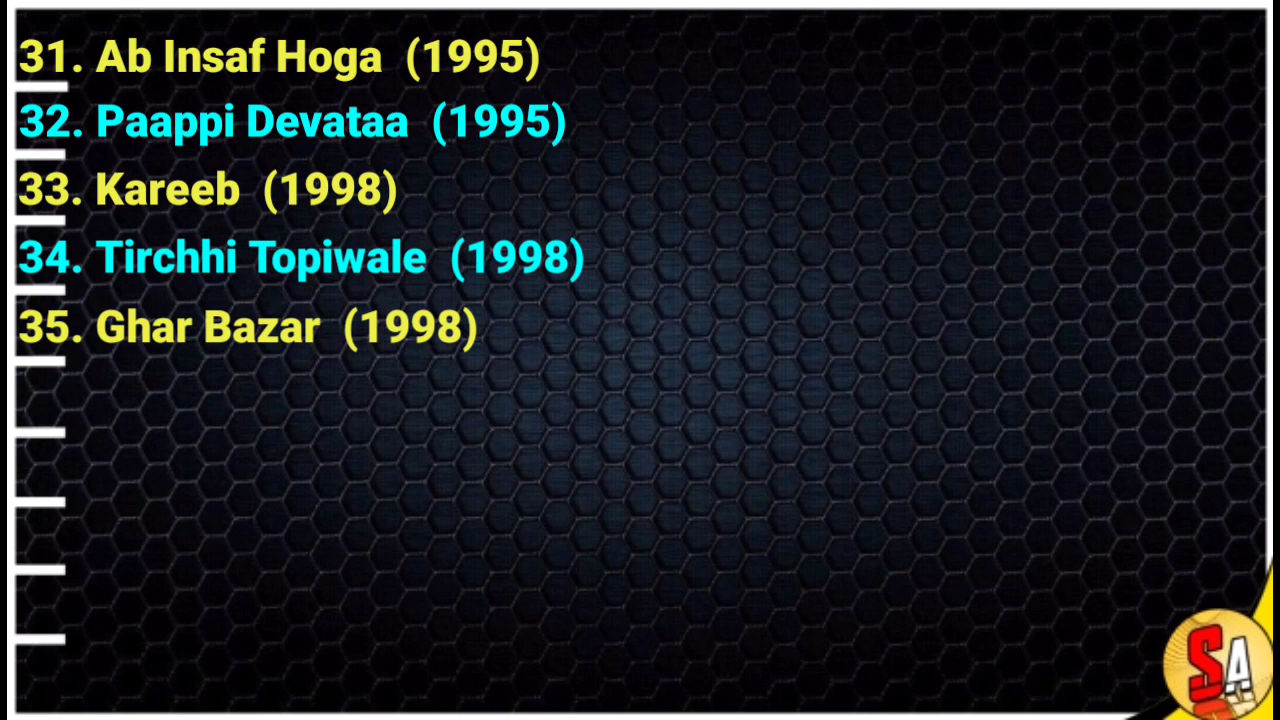 31. Ab Insaf Hoga (1995)
32. Paappi Devataa (1995)
33. Kareeb (1998)
34. Tirchhi Topiwale (1998)
35. Ghar Bazar (1998)
SA